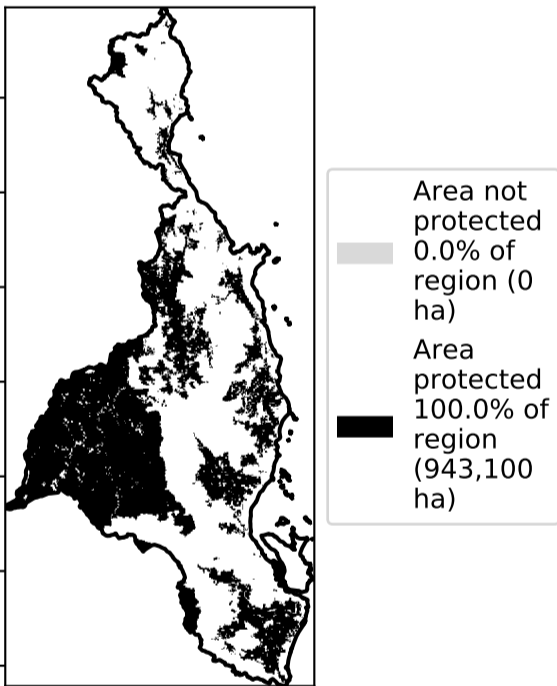 Area not
protected
0.0% of
region (0
ha)
Area
protected
100.0% of
region
(943,100
ha)